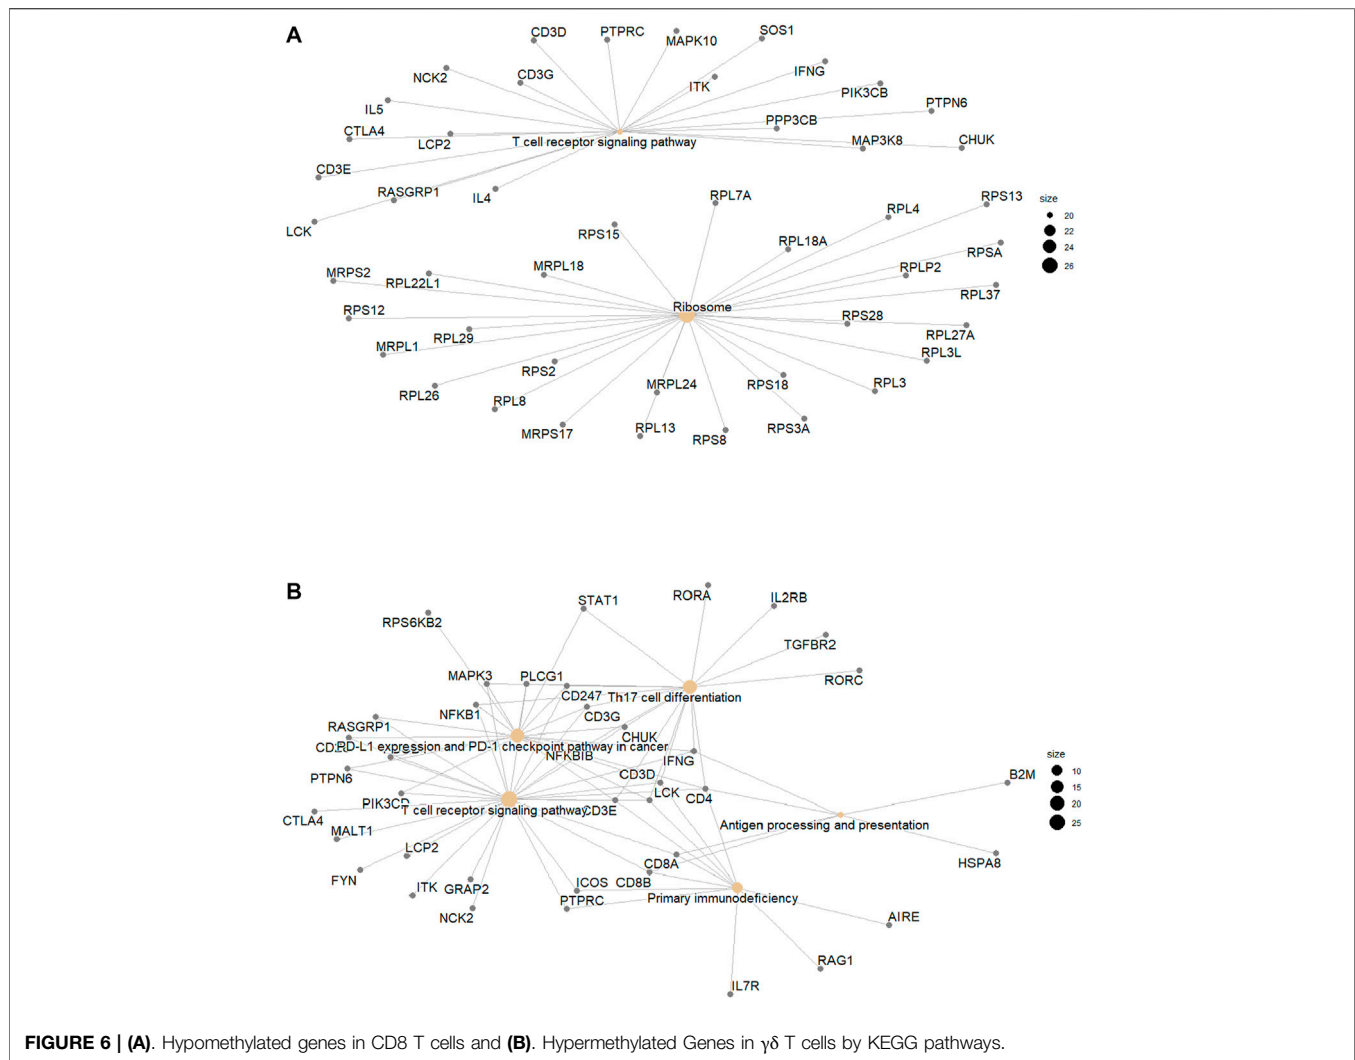 A
CD3D
PTPRC
MAPK10
SOS1
NCK2
CD3G
ITK
IFNG
PIK3CB
IL5
PTPN6
CTLA4
LCP2
PPP3CB
MAP3K8
CHUK
T cell receptor signaling pathway
CD3E
RASGRP1
IL4
LCK
RPL7A
RPL4
RPS13
RPS15
RPL18A
RPSA
MRPS2
RPL22L1
MRPL18
RPLP2
RPL37
RPS12
Ribosome
RPS28
RPL27A
RPL29
MRPL1
RPL3L
RPS2
RPL26
MRPL24
RPS18
RPL3
RPL8
MRPS17
RPL13
RPS8
RPS3A
size
20
22
24
26
B
STAT1
RORA
IL2RB
RPS6KB2
TGFBR2
MAPK3
PLCG1
RORC
CD247
Th17 cell differentiation
NFKB1
CD3G
RASGRP1
CHUK
PD-L1 expression and PD-1 checkpoint pathway in cancer
NFKBIB
IFNG
PTPN6
CD3D
B2M
PIK3CD
LCK
CD4
CTLA4
T cell receptor signaling pathway
CD3E
MALT1
Antigen processing and presentation
LCP2
CD8A
HSPA8
FYN
ITK
GRAP2
ICOS
CD8B
NCK2
PTPRC
Primary immunodeficiency
AIRE
RAG1
IL7R
size
10
15
20
25
FIGURE 6 | (A). Hypomethylated genes in CD8 T cells and (B). Hypermethylated Genes in γδ T cells by KEGG pathways.